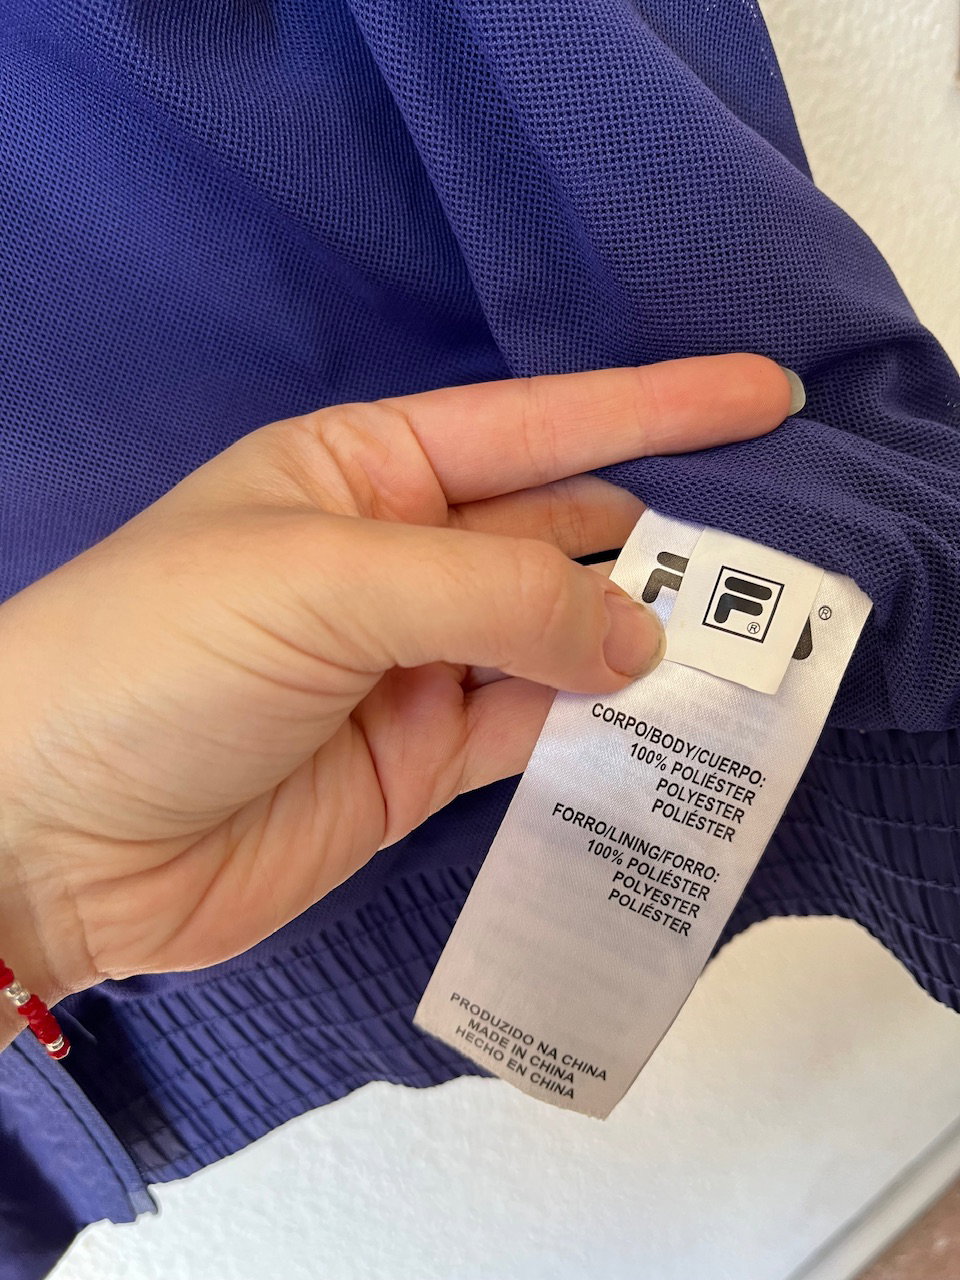 F
®
®
CORPO/BODY/CUERPO:
100% POLIÉSTER
POLYESTER
POLIÉSTER
FORRO/LINING/FORRO:
100% POLIÉSTER
POLYESTER
POLIÉSTER
PRODUZIDO NA CHINA
MADE IN CHINA
HECHO EN CHINA